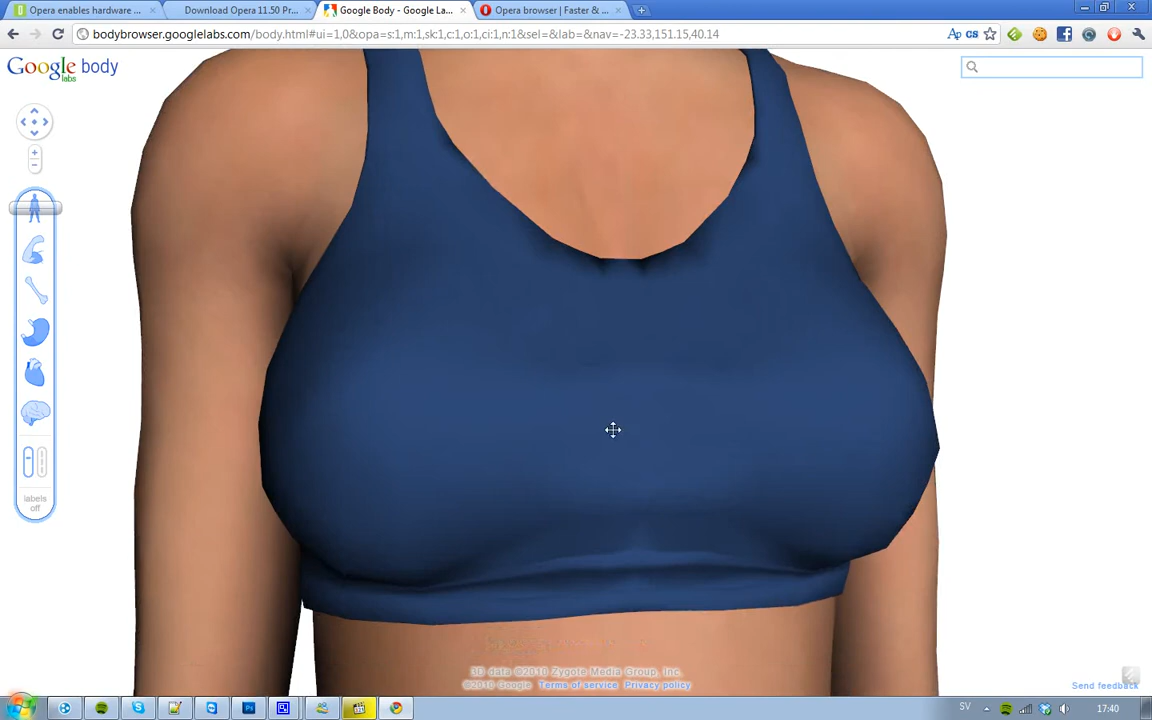 Opera enables hardware ...
Download Opera 11.50 Pr...
Google Body - Google La...
Opera browser | Faster & ...
bodybrowser.googlelabs.com/body.html#ui=1,0&opa=s:1,m:1,sk:1,c:1,o:1,ci:1,n:1&sel=&lab=&nav=-23.33,151.15,40.14
Google body
labs
labels
off
3D data ©2010 Zygote Media Group, Inc.
©2010 Google Terms of service Privacy policy
Send feedback
SV
17:40